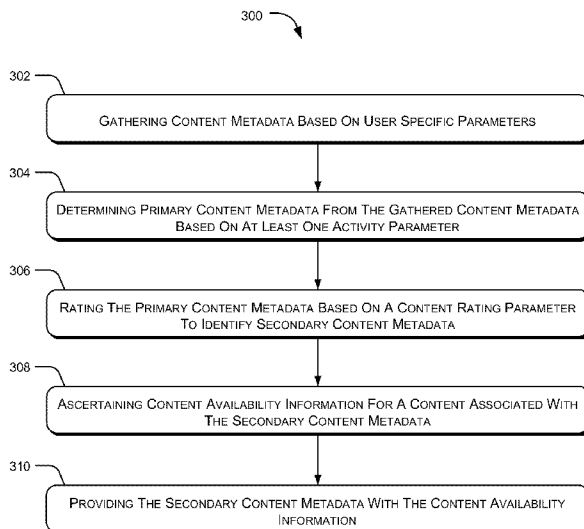 300
302
GATHERING CONTENT METADATA BASED ON USER SPECIFIC PARAMETERS
304
DETERMINING PRIMARY CONTENT METADATA FROM THE GATHERED CONTENT METADATA
BASED ON AT LEAST ONE ACTIVITY PARAMETER
306
RATING THE PRIMARY CONTENT METADATA BASED ON A CONTENT RATING PARAMETER
TO IDENTIFY SECONDARY CONTENT METADATA
308
ASCERTAINING CONTENT AVAILABILITY INFORMATION FOR A CONTENT ASSOCIATED WITH
THE SECONDARY CONTENT METADATA
310
PROVIDING THE SECONDARY CONTENT METADATA WITH THE CONTENT AVAILABILITY
INFORMATION